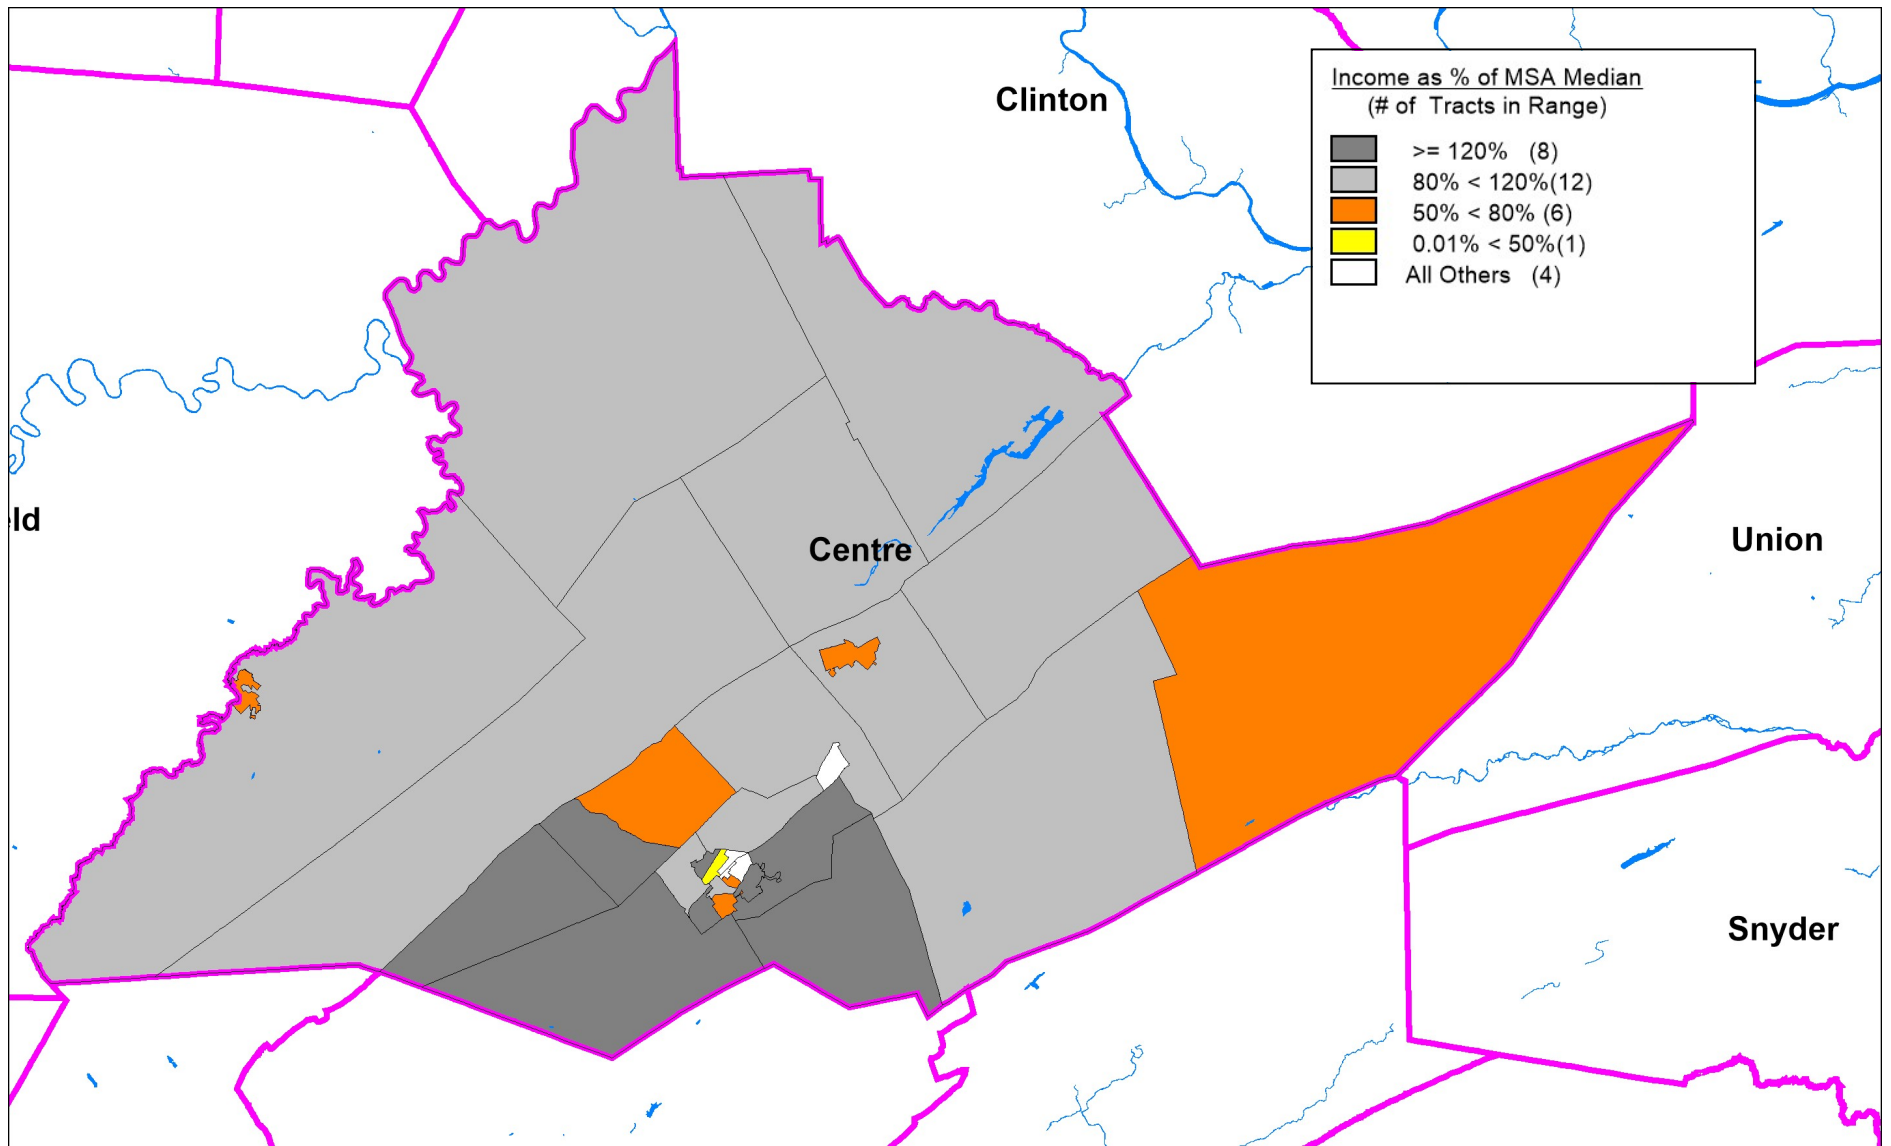 Clinton
Income as % of MSA Median
(# of Tracts in Range)
>= 120% (8)
80% < 120%(12)
50% < 80% (6)
0.01% < 50%(1)
All Others (4)
eld
Centre
Union
Snyder